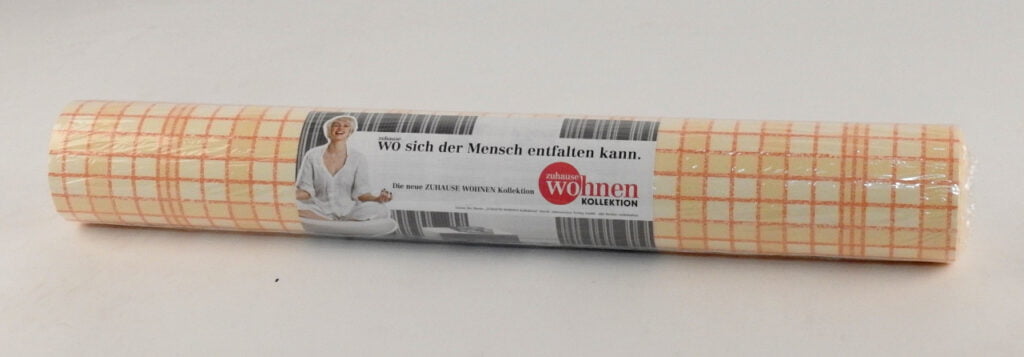 zuhause
wo sich der Mensch entfalten kann.
Die neue ZUHAUSE WOHNEN Kollektion
zuhause
wohnen
KOLLEKTION